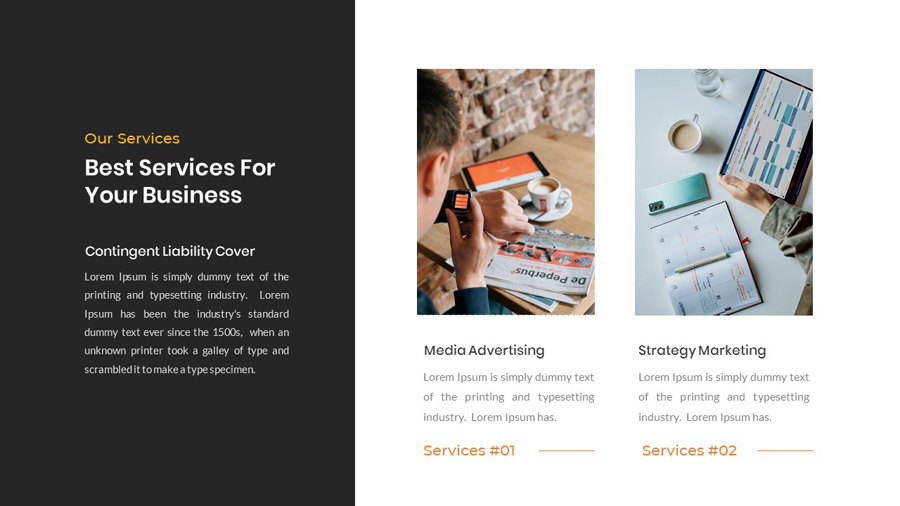 Our Services
Best Services For
Your Business
Contingent Liability Cover
Lorem Ipsum is simply dummy text of the
printing and typesetting industry. Lorem
Ipsum has been the industry's standard
dummy text ever since the 1500s, when an
unknown printer took a galley of type and
scrambled it to make a type specimen.
De Peperbus
Media Advertising
Lorem Ipsum is simply dummy text
of the printing and typesetting
industry. Lorem Ipsum has.
Services #01
Strategy Marketing
Lorem Ipsum is simply dummy text
of the printing and typesetting
industry. Lorem Ipsum has.
Services #02